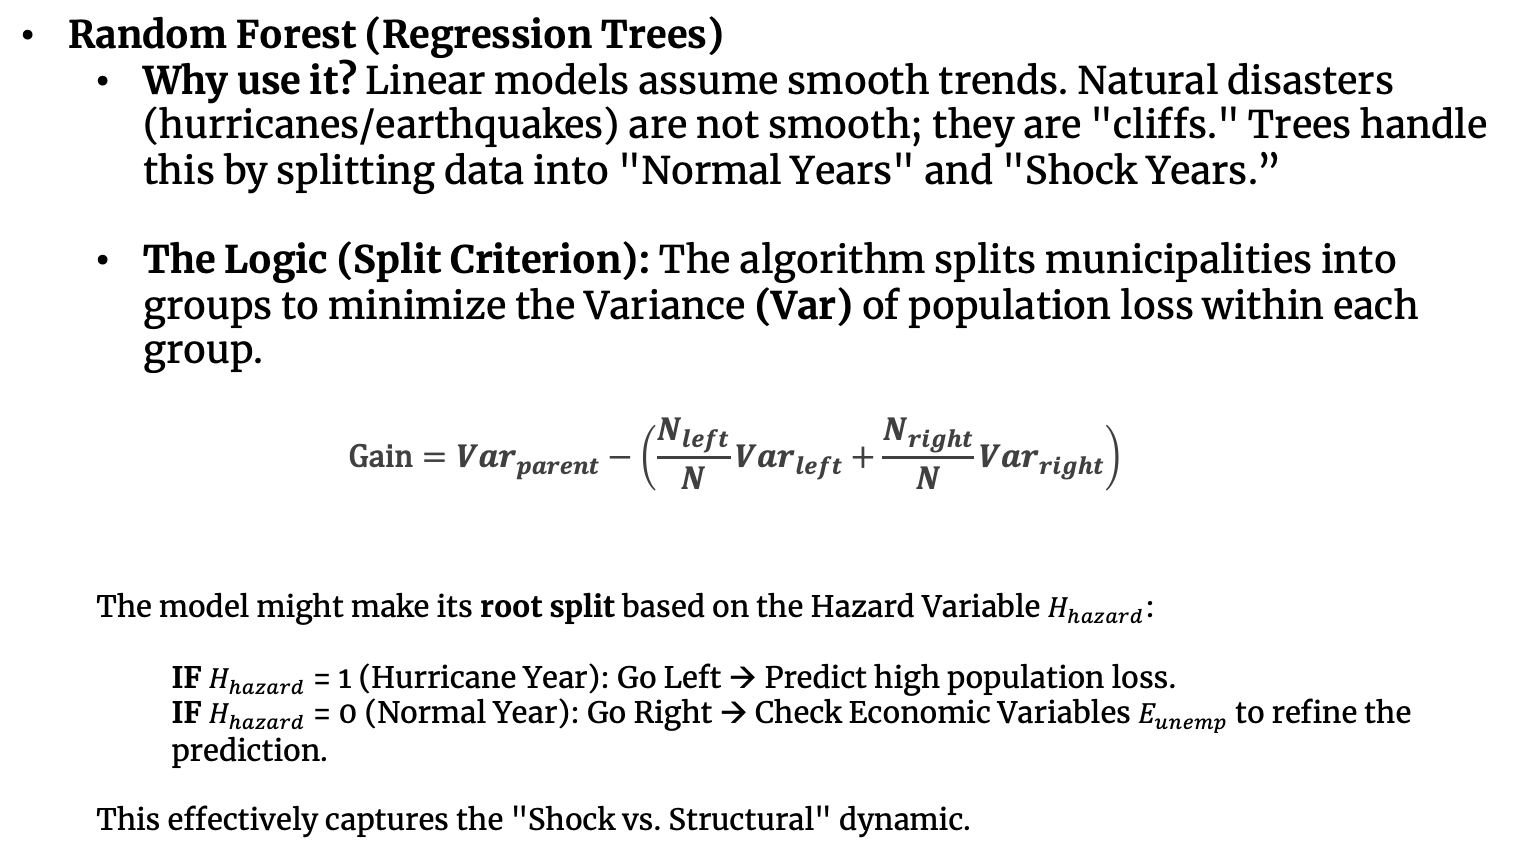 • Random Forest (Regression Trees)
• Why use it? Linear models assume smooth trends. Natural disasters
(hurricanes/earthquakes) are not smooth; they are "cliffs." Trees handle
this by splitting data into "Normal Years" and "Shock Years.”
• The Logic (Split Criterion): The algorithm splits municipalities into
groups to minimize the Variance (Var) of population loss within each
group.
Gain = Var_parent − (N_left/N Var_left + N_right/N Var_right)
The model might make its root split based on the Hazard Variable H_hazard:
IF H_hazard = 1 (Hurricane Year): Go Left → Predict high population loss.
IF H_hazard = 0 (Normal Year): Go Right → Check Economic Variables E_unemp to refine the
prediction.
This effectively captures the "Shock vs. Structural" dynamic.